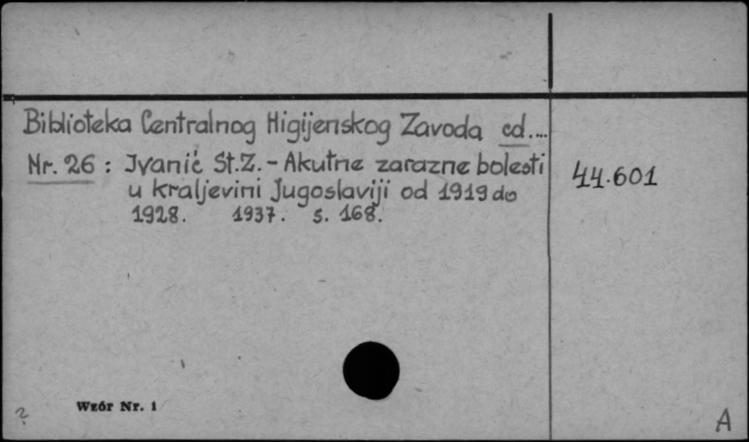 Biblioteka Centralnog Higijenskog Zavoda ed....
Nr. 26 : Ivanić St.Z. - Akutne zarazne bolesti
u kraljevini Jugoslaviji od 1919 do
1928. 1937. s. 168.
44.601
Wzór Nr. 1
?
A